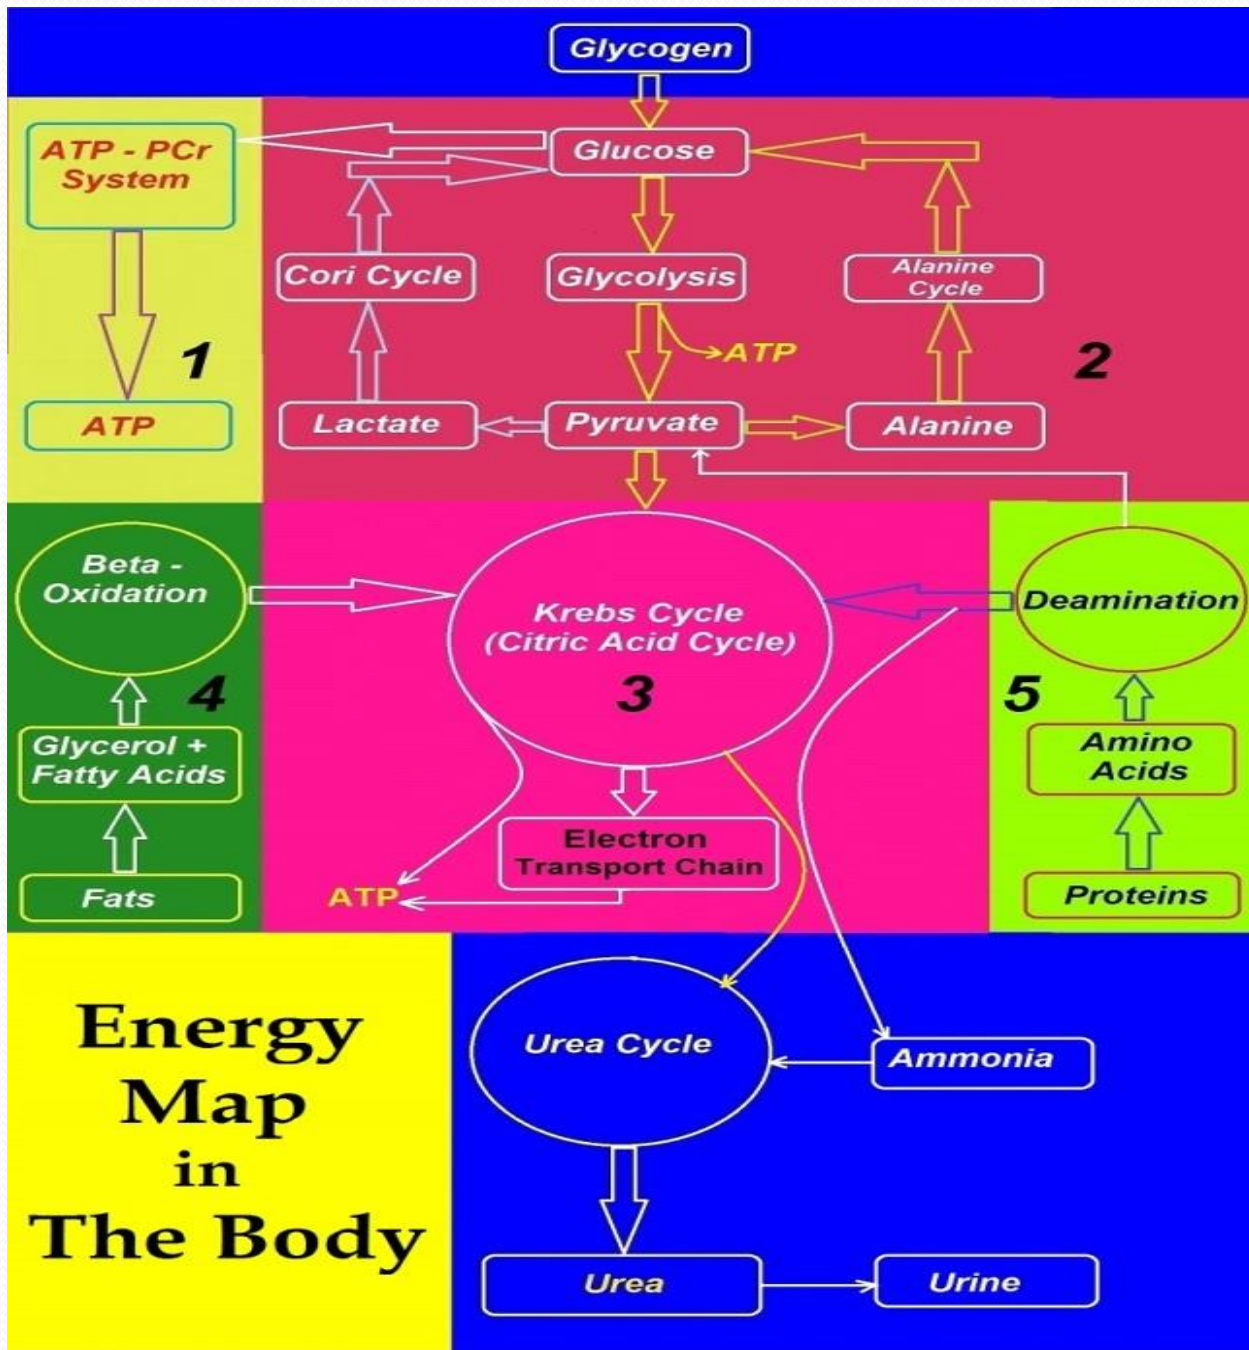 Glycogen
ATP - PCr
System
Glucose
Cori Cycle
Glycolysis
Alanine
Cycle
ATP
1
2
ATP
Lactate
Pyruvate
Alanine
Beta -
Oxidation
Krebs Cycle
(Citric Acid Cycle)
3
Deamination
4
5
Glycerol +
Fatty Acids
Amino
Acids
Electron
Transport Chain
Fats
ATP
Proteins
Energy
Map
in
The Body
Urea Cycle
Ammonia
Urea
Urine